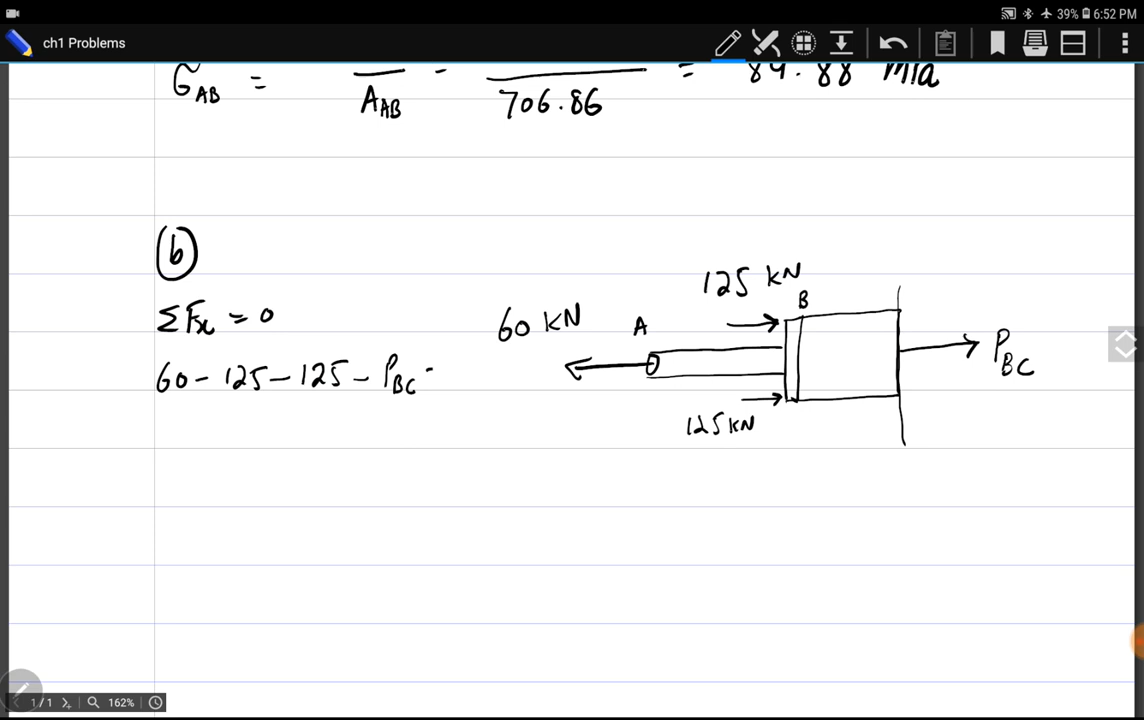 39% 6:52 PM
ch1 Problems
σAB = — / AAB = — / 706.86 = 84.88 MPa
b
ΣFx = 0
60 - 125 - 125 - PBC -
125 kN
B
60 KN
A
PBC
125 kN
1/1 162%